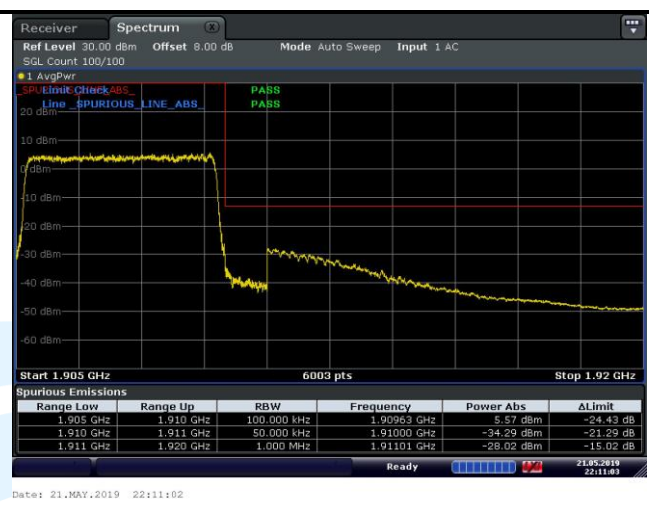 Receiver Spectrum
Ref Level 30.00 dBm Offset 8.00 dB Mode Auto Sweep Input 1 AC
SGL Count 100/100
1 AvgPwr
Limit Check PASS
Line _SPURIOUS_LINE_ABS_ PASS
20 dBm
10 dBm
0 dBm
-10 dBm
-20 dBm
-30 dBm
-40 dBm
-50 dBm
-60 dBm
Start 1.905 GHz 6003 pts Stop 1.92 GHz
Spurious Emissions
Range Low Range Up RBW Frequency Power Abs ΔLimit
1.905 GHz 1.910 GHz 100.000 kHz 1.90963 GHz 5.57 dBm -24.43 dB
1.910 GHz 1.911 GHz 50.000 kHz 1.91000 GHz -34.29 dBm -21.29 dB
1.911 GHz 1.920 GHz 1.000 MHz 1.91101 GHz -28.02 dBm -15.02 dB
Ready 21.05.2019
22:11:03
Date: 21.MAY.2019 22:11:02